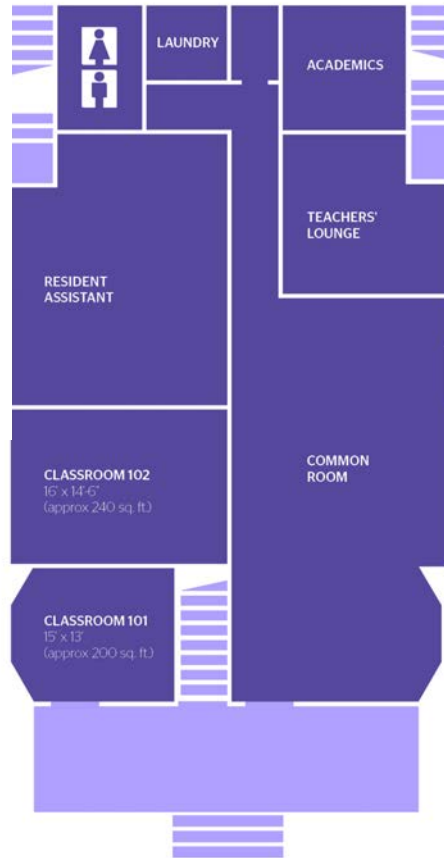 LAUNDRY
ACADEMICS
TEACHERS'
LOUNGE
RESIDENT
ASSISTANT
CLASSROOM 102
16' x 14'-6"
(approx 240 sq. ft.)
COMMON
ROOM
CLASSROOM 101
15' x 13'
(approx 200 sq. ft.)